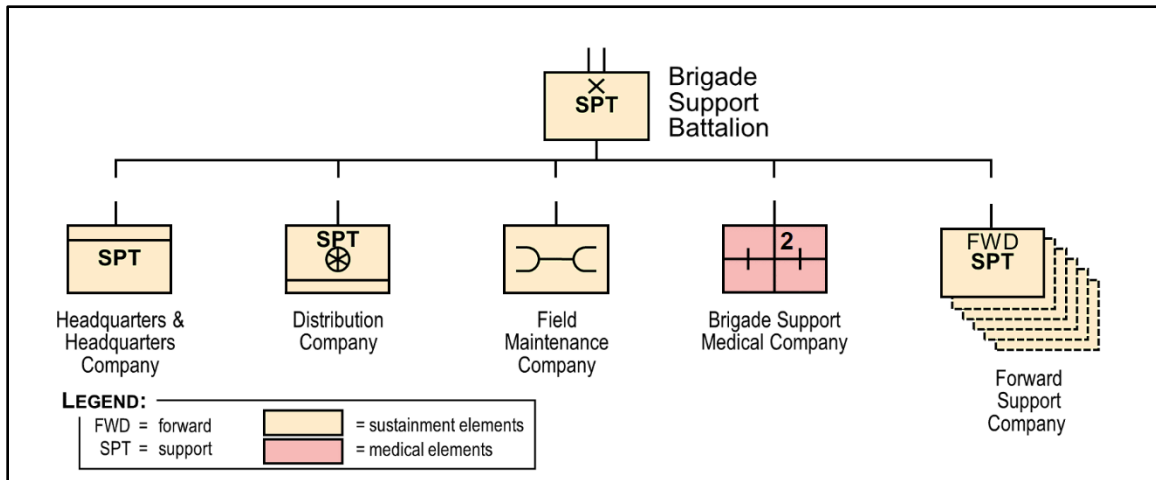 SPT
Brigade
Support
Battalion
SPT
SPT
2
FWD
SPT
Headquarters &
Headquarters
Company
Distribution
Company
Field
Maintenance
Company
Brigade Support
Medical Company
Forward
Support
Company
LEGEND:
FWD = forward
SPT = support
= sustainment elements
= medical elements